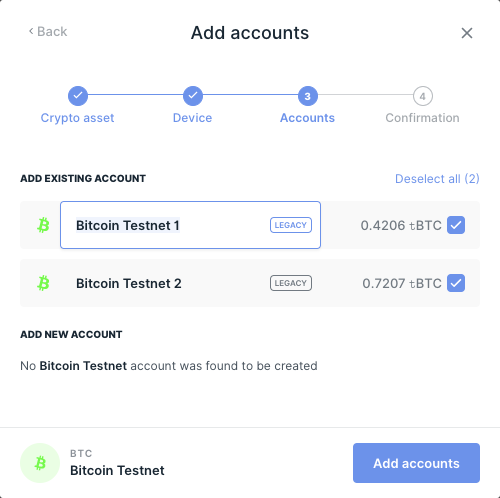 Back
Add accounts
3
4
Crypto asset
Device
Accounts
Confirmation
ADD EXISTING ACCOUNT
Deselect all (2)
Bitcoin Testnet 1 LEGACY 0.4206 tBTC
Bitcoin Testnet 2 LEGACY 0.7207 tBTC
ADD NEW ACCOUNT
No Bitcoin Testnet account was found to be created
BTC
Bitcoin Testnet
Add accounts